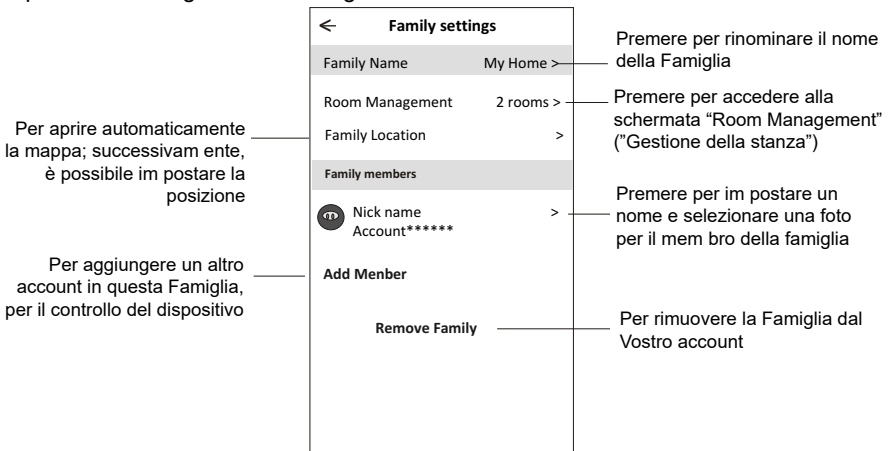 ← Family settings
Family Name My Home >
Room Management 2 rooms >
Family Location >
Family members
Nick name >
Account******
Add Menber
Remove Family
Per aprire automaticamente
la mappa; successivam ente,
è possibile im postare la
posizione
Per aggiungere un altro
account in questa Famiglia,
per il controllo del dispositivo
Premere per rinominare il nome
della Famiglia
Premere per accedere alla
schermata “Room Management”
(”Gestione della stanza”)
Premere per im postare un
nome e selezionare una foto
per il mem bro della famiglia
Per rimuovere la Famiglia dal
Vostro account